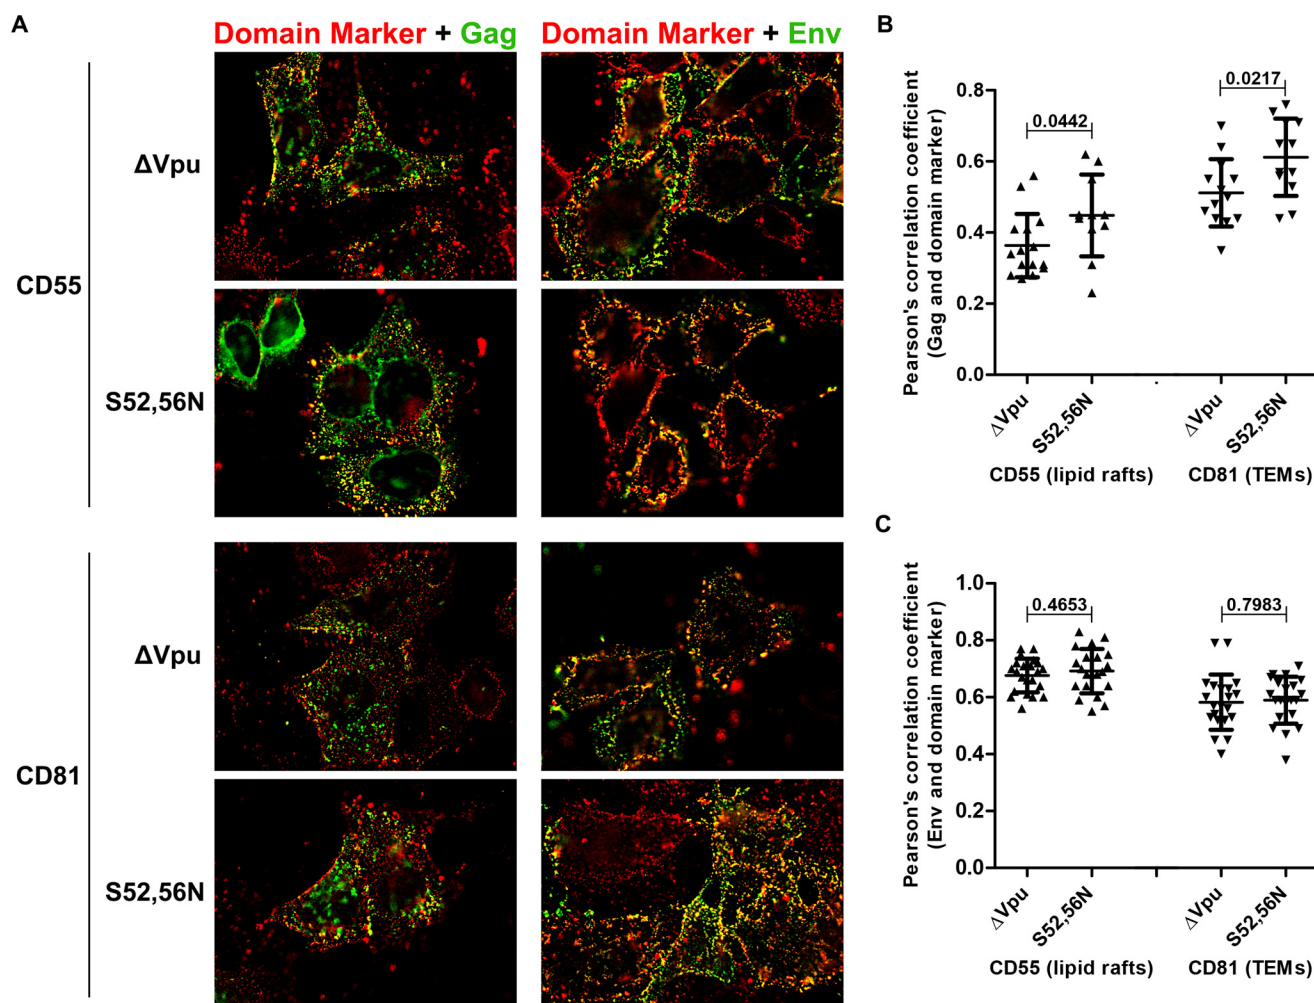 A
Domain Marker + Gag
Domain Marker + Env
ΔVpu
CD55
S52,56N
ΔVpu
CD81
S52,56N
B
Pearson's correlation coefficient
(Gag and domain marker)
0.8
0.6
0.4
0.2
0.0
0.0442
0.0217
ΔVpu
S52,56N
ΔVpu
S52,56N
CD55 (lipid rafts)
CD81 (TEMs)
C
Pearson's correlation coefficient
(Env and domain marker)
1.0
0.8
0.6
0.4
0.2
0.0
0.4653
0.7983
ΔVpu
S52,56N
ΔVpu
S52,56N
CD55 (lipid rafts)
CD81 (TEMs)